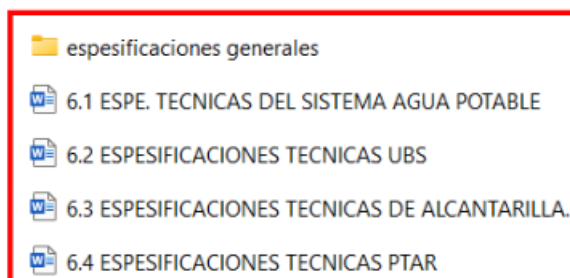 espesificaciones generales
6.1 ESPE. TECNICAS DEL SISTEMA AGUA POTABLE
6.2 ESPESIFICACIONES TECNICAS UBS
6.3 ESPESIFICACIONES TECNICAS DE ALCANTARILLA.
6.4 ESPESIFICACIONES TECNICAS PTAR